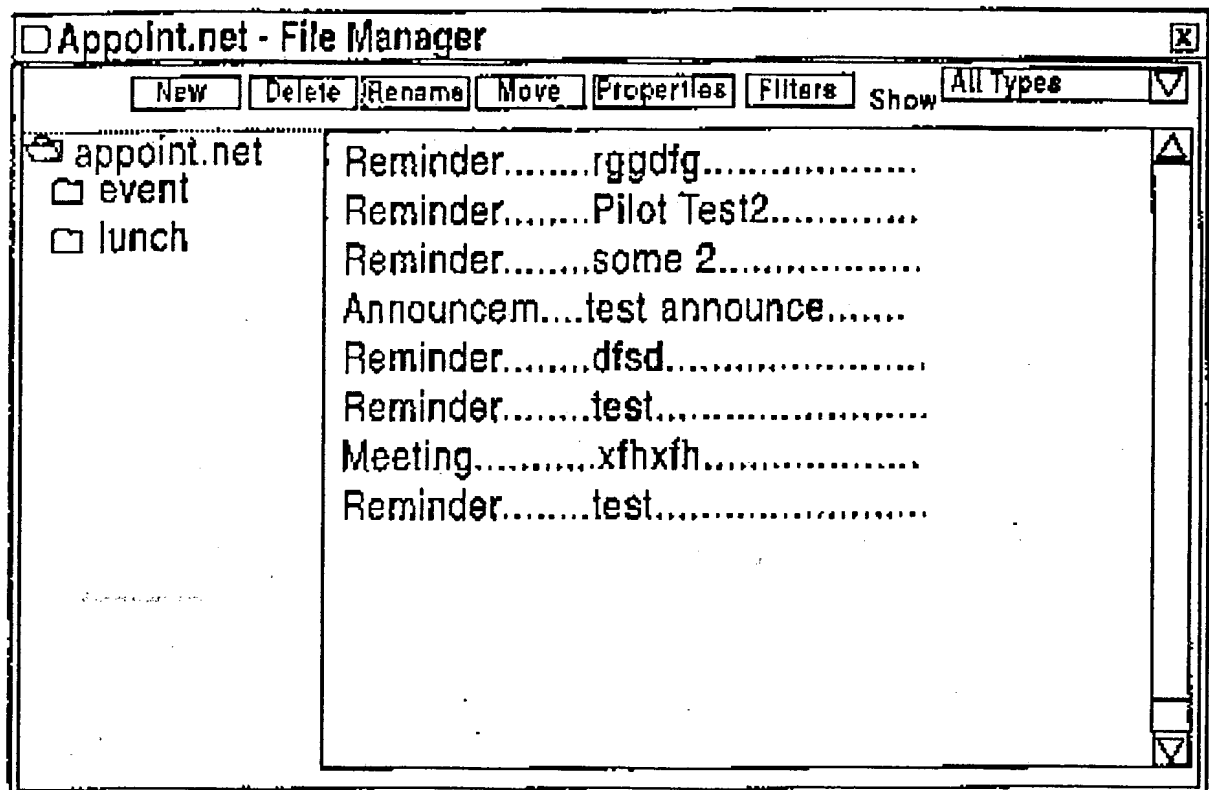 Appoint.net - File Manager
New Delete Rename Move Properties Filters Show All Types
appoint.net
event
lunch
Reminder........rggdfg...................
Reminder........Pilot Test2.............
Reminder........some 2...................
Announcem....test announce.......
Reminder........dfsd........................
Reminder........test.........................
Meeting............xfhxfh....................
Reminder........test.........................